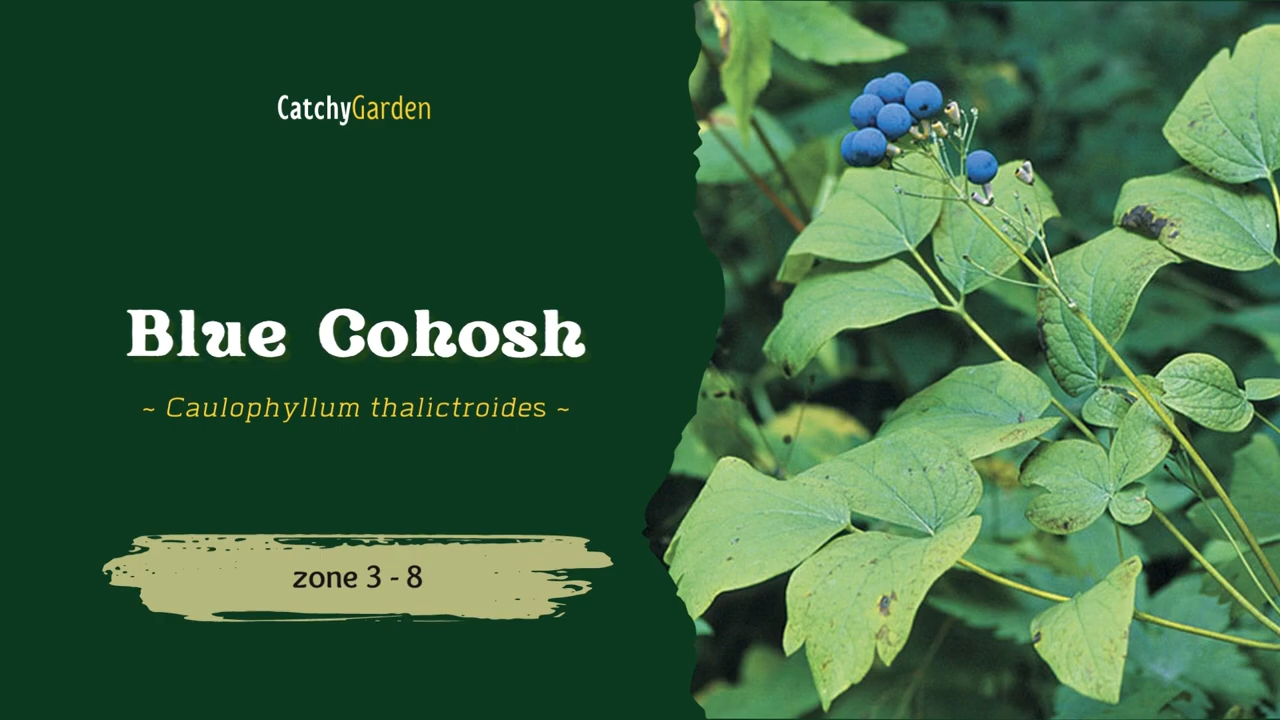 CatchyGarden
Blue Cohosh
~ Caulophyllum thalictroides ~
zone 3 - 8